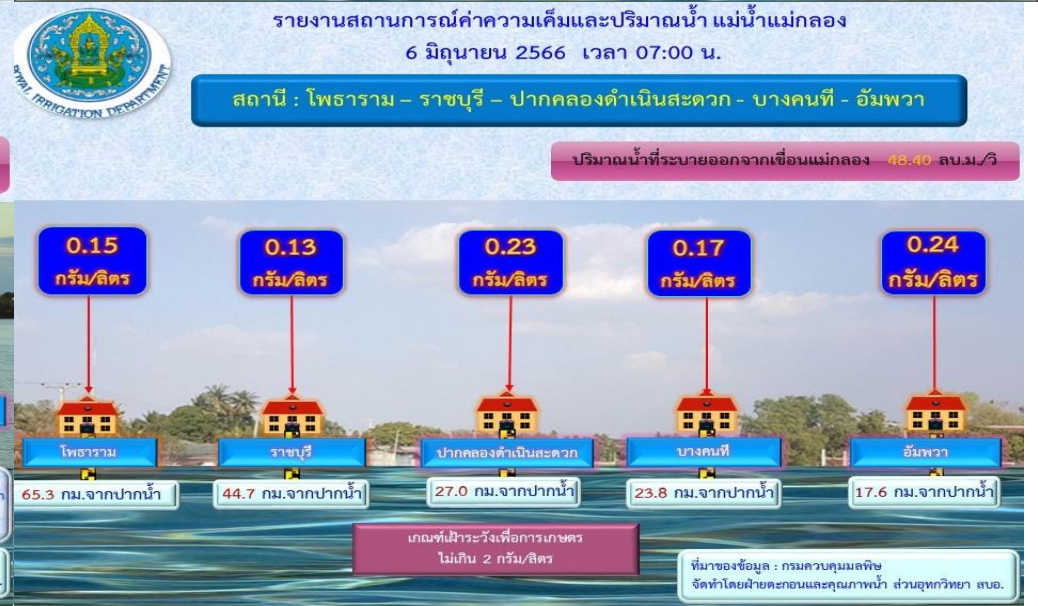 รายงานสถานการณ์ค่าความเค็มและปริมาณน้ำ แม่น้ำแม่กลอง
6 มิถุนายน 2566 เวลา 07:00 น.
ROYAL IRRIGATION DEPARTMENT
สถานี : โพธาราม – ราชบุรี – ปากคลองดำเนินสะดวก - บางคนที - อัมพวา
ปริมาณน้ำที่ระบายออกจากเขื่อนแม่กลอง 48.40 ลบ.ม./วิ
0.15 0.13 0.23 0.17 0.24
กรัม/ลิตร กรัม/ลิตร กรัม/ลิตร กรัม/ลิตร กรัม/ลิตร
โพธาราม ราชบุรี ปากคลองดำเนินสะดวก บางคนที อัมพวา
65.3 กม.จากปากน้ำ 44.7 กม.จากปากน้ำ 27.0 กม.จากปากน้ำ 23.8 กม.จากปากน้ำ 17.6 กม.จากปากน้ำ
เกณฑ์เฝ้าระวังเพื่อการเกษตร
ไม่เกิน 2 กรัม/ลิตร
ที่มาของข้อมูล : กรมควบคุมมลพิษ
จัดทำโดยฝ่ายตะกอนและคุณภาพน้ำ ส่วนอุทกวิทยา สบอ.